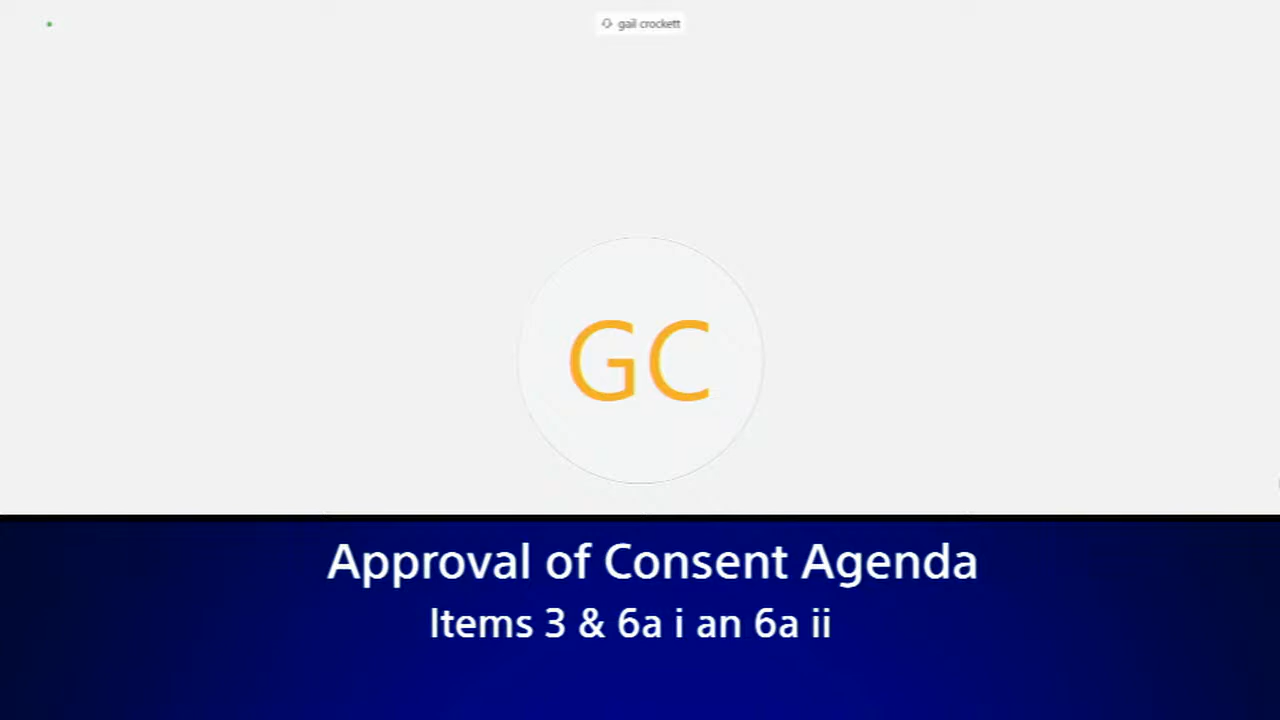 gail crockett
GC
Approval of Consent Agenda
Items 3 & 6a i an 6a ii